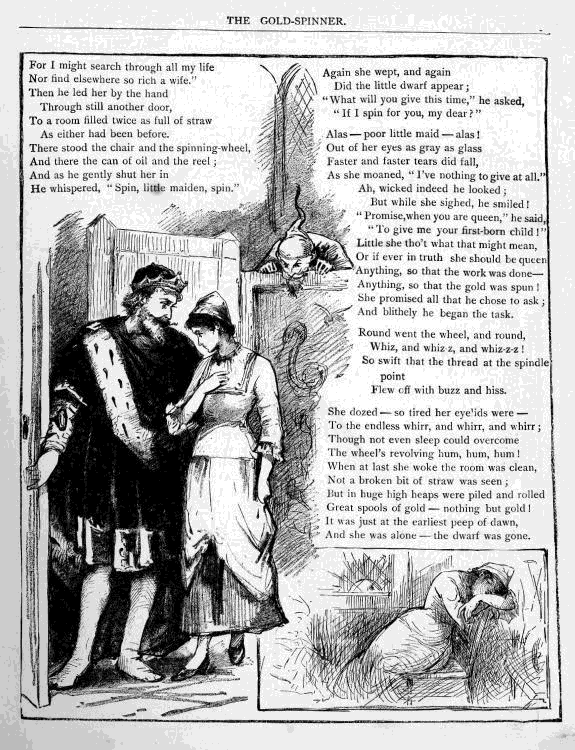 THE GOLD-SPINNER.
For I might search through all my life
Nor find elsewhere so rich a wife."
Then he led her by the hand
Through still another door,
To a room filled twice as full of straw
As either had been before.
There stood the chair and the spinning-wheel,
And there the can of oil and the reel;
And as he gently shut her in
He whispered, "Spin, little maiden, spin."
Again she wept, and again
Did the little dwarf appear;
"What will you give this time," he asked,
"If I spin for you, my dear?"
Alas — poor little maid — alas!
Out of her eyes as gray as glass
Faster and faster tears did fall,
As she moaned, "I've nothing to give at all."
Ah, wicked indeed he looked;
But while she sighed, he smiled!
"Promise, when you are queen," he said,
"To give me your first-born child!"
Little she tho't what that might mean,
Or if ever in truth she should be queen
Anything, so that the work was done—
Anything, so that the gold was spun!
She promised all that he chose to ask;
And blithely he began the task.
Round went the wheel, and round,
Whiz, and whiz-z, and whiz-z-z!
So swift that the thread at the spindle
point
Flew off with buzz and hiss.
She dozed — so tired her eye'ids were —
To the endless whirr, and whirr, and whirr;
Though not even sleep could overcome
The wheel's revolving hum, hum, hum!
When at last she woke the room was clean,
Not a broken bit of straw was seen;
But in huge high heaps were piled and rolled
Great spools of gold — nothing but gold!
It was just at the earliest peep of dawn,
And she was alone — the dwarf was gone.